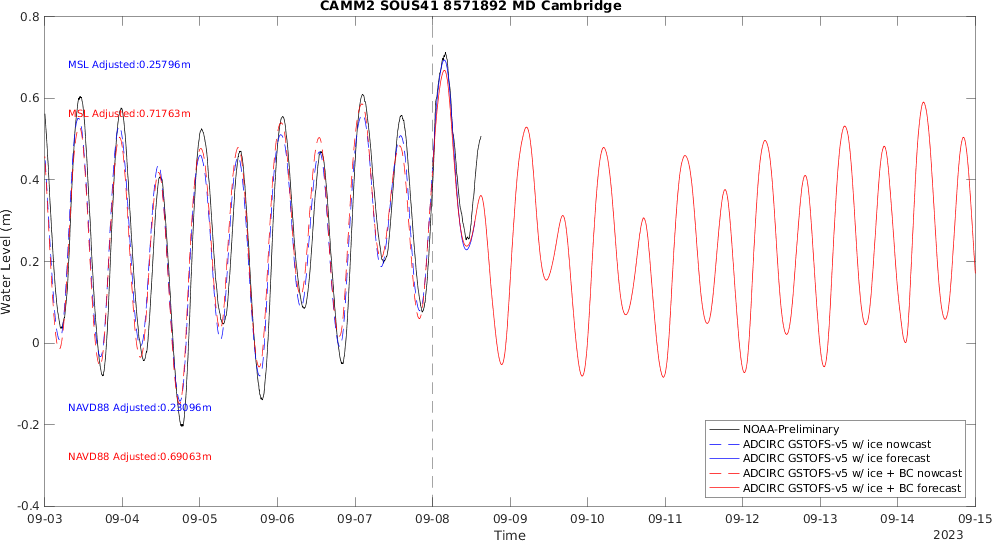 CAMM2 SOUS41 8571892 MD Cambridge
0.8
0.6
0.4
0.2
0
-0.2
-0.4
Water Level (m)
MSL Adjusted:0.25796m
MSL Adjusted:0.71763m
NAVD88 Adjusted:0.23096m
NAVD88 Adjusted:0.69063m
NOAA-Preliminary
ADCIRC GSTOFS-v5 w/ ice nowcast
ADCIRC GSTOFS-v5 w/ ice forecast
ADCIRC GSTOFS-v5 w/ ice + BC nowcast
ADCIRC GSTOFS-v5 w/ ice + BC forecast
09-03 09-04 09-05 09-06 09-07 09-08 09-09 09-10 09-11 09-12 09-13 09-14 09-15
Time
2023